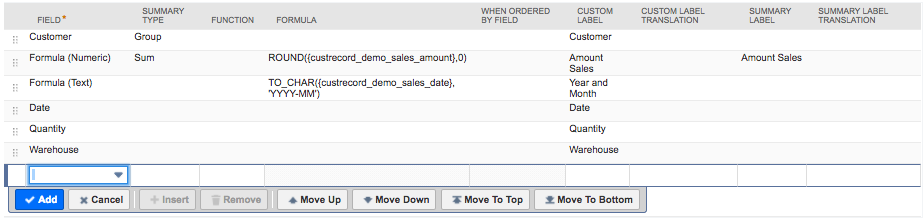 FIELD * SUMMARY TYPE FUNCTION FORMULA WHEN ORDERED BY FIELD CUSTOM LABEL CUSTOM LABEL TRANSLATION SUMMARY LABEL SUMMARY LABEL TRANSLATION
Customer Group Customer
Formula (Numeric) Sum ROUND({custrecord_demo_sales_amount},0) Amount Sales Amount Sales
Formula (Text) TO_CHAR({custrecord_demo_sales_date}, 'YYYY-MM') Year and Month
Date Date
Quantity Quantity
Warehouse Warehouse
Add Cancel Insert Remove Move Up Move Down Move To Top Move To Bottom